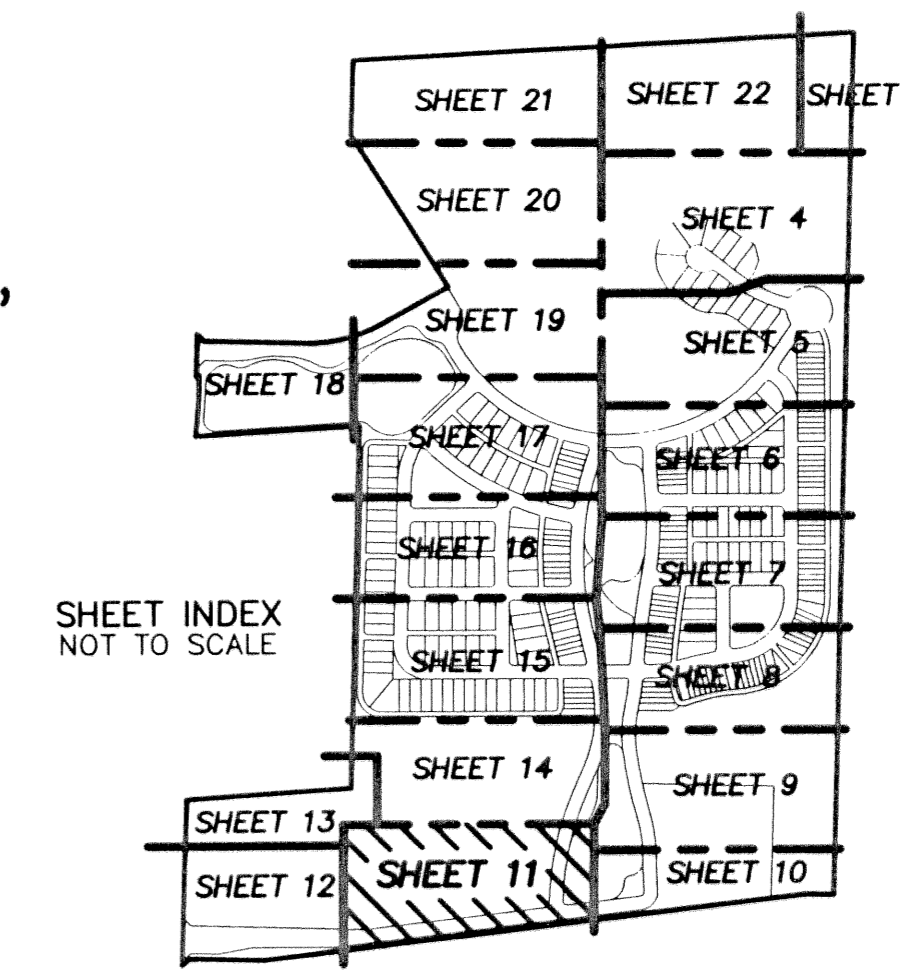 SHEET 21
SHEET 22
SHEET
SHEET 20
SHEET 4
,
SHEET 19
SHEET 5
SHEET 18
SHEET 17
SHEET 6
SHEET 16
SHEET 7
SHEET INDEX
NOT TO SCALE
SHEET 15
SHEET 8
SHEET 14
SHEET 9
SHEET 13
SHEET 12
SHEET 11
SHEET 10